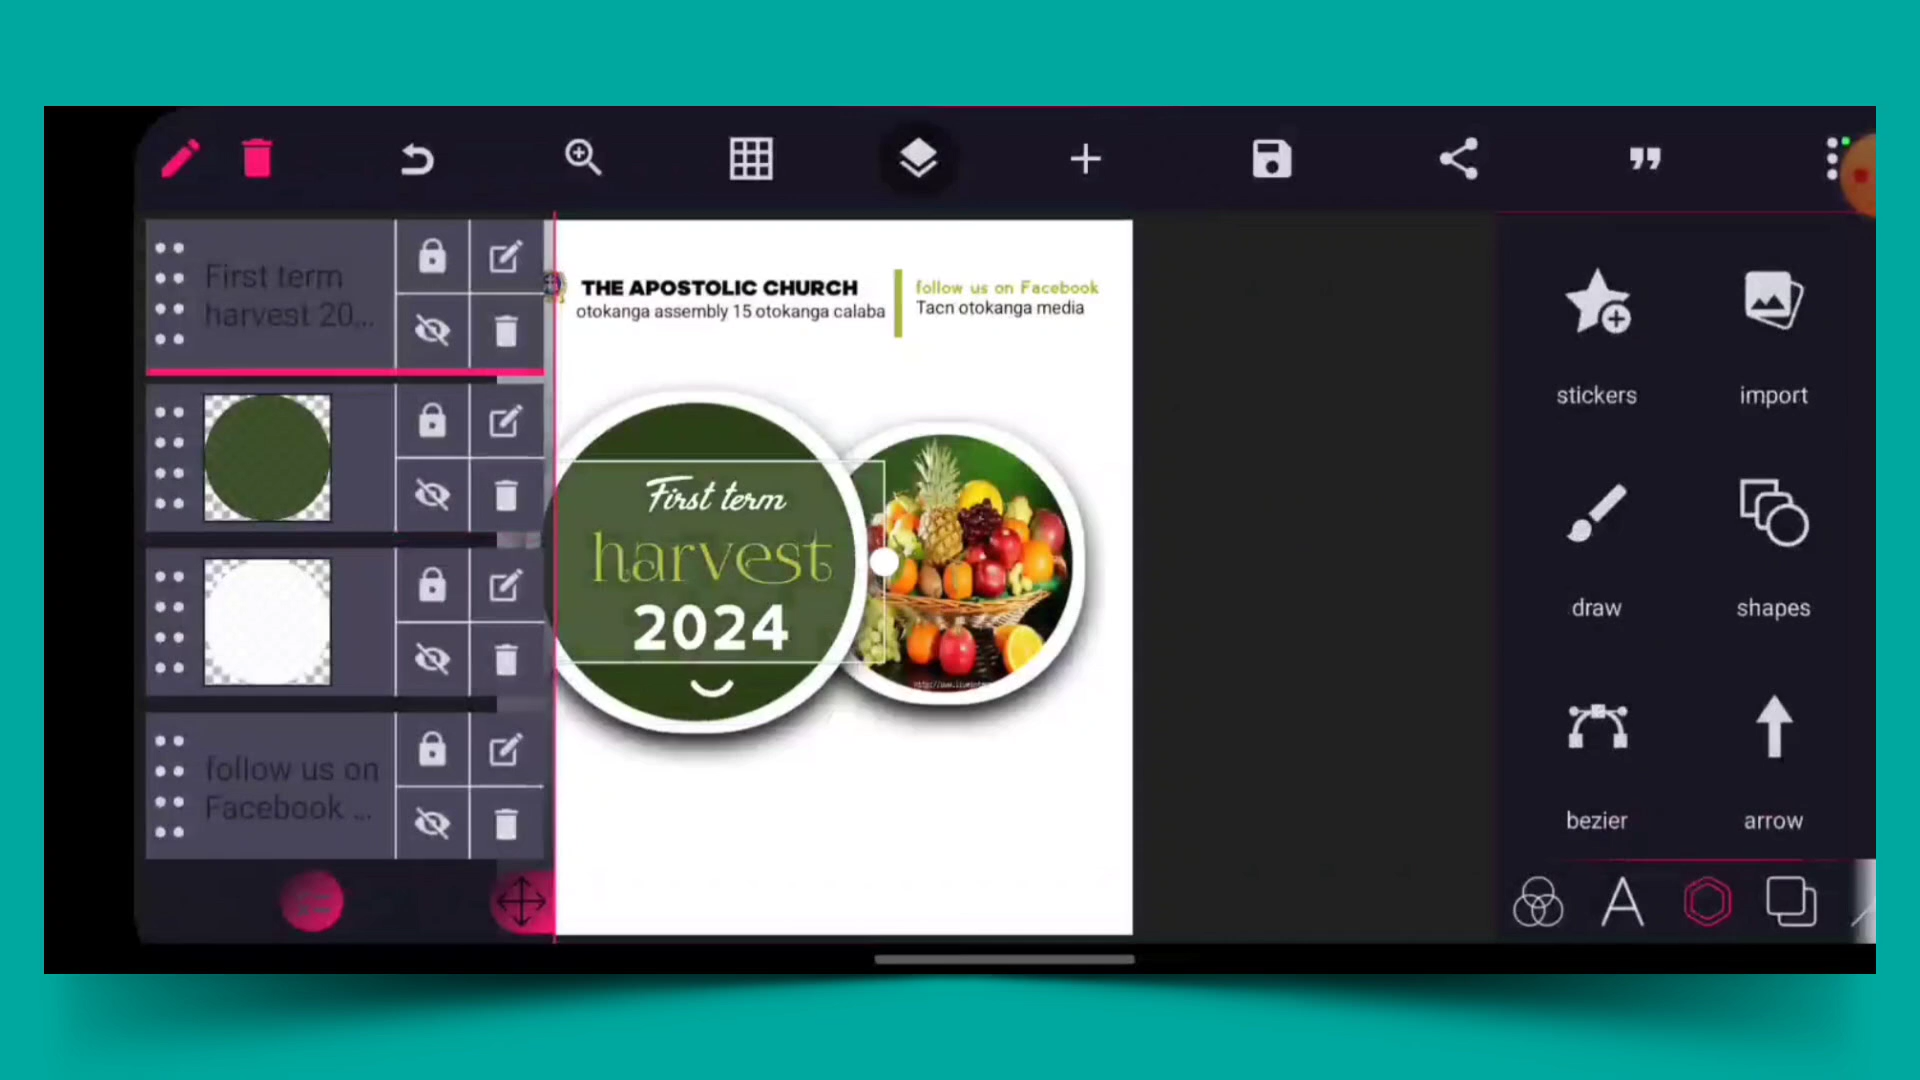 First term
harvest 20...
follow us on
Facebook ...
THE APOSTOLIC CHURCH
otokanga assembly 15 otokanga calaba
follow us on Facebook
Tacn otokanga media
First term
harvest
2024
stickers
import
draw
shapes
bezier
arrow